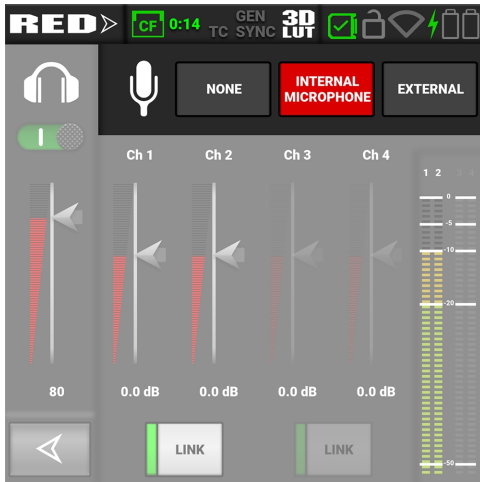 RED
CF 0:14
GEN
TC SYNC
3D
LUT
NONE
INTERNAL
MICROPHONE
EXTERNAL
Ch 1 Ch 2 Ch 3 Ch 4
1 2 3 4
0
-5
-10
-20
80
0.0 dB 0.0 dB 0.0 dB 0.0 dB
LINK LINK
-50